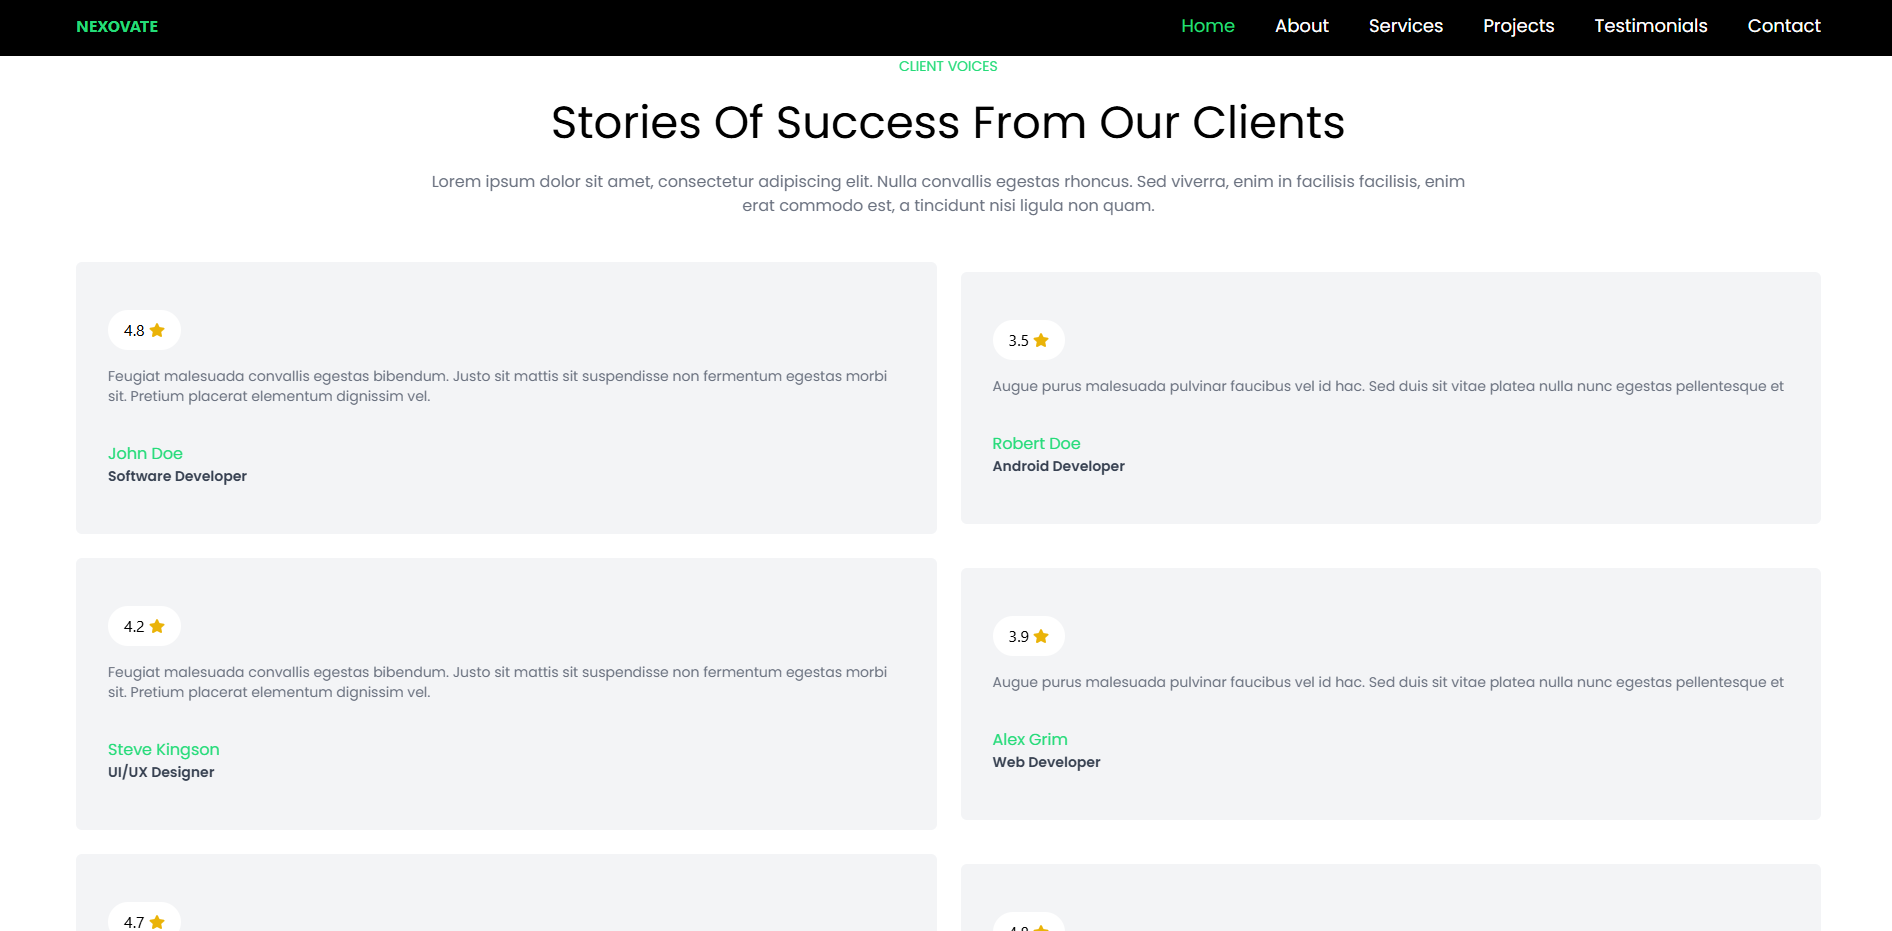 NEXOVATE
Home About Services Projects Testimonials Contact
CLIENT VOICES
Stories Of Success From Our Clients
Lorem ipsum dolor sit amet, consectetur adipiscing elit. Nulla convallis egestas rhoncus. Sed viverra, enim in facilisis facilisis, enim
erat commodo est, a tincidunt nisi ligula non quam.
4.8
Feugiat malesuada convallis egestas bibendum. Justo sit mattis sit suspendisse non fermentum egestas morbi
sit. Pretium placerat elementum dignissim vel.
John Doe
Software Developer
3.5
Augue purus malesuada pulvinar faucibus vel id hac. Sed duis sit vitae platea nulla nunc egestas pellentesque et
Robert Doe
Android Developer
4.2
Feugiat malesuada convallis egestas bibendum. Justo sit mattis sit suspendisse non fermentum egestas morbi
sit. Pretium placerat elementum dignissim vel.
Steve Kingson
UI/UX Designer
3.9
Augue purus malesuada pulvinar faucibus vel id hac. Sed duis sit vitae platea nulla nunc egestas pellentesque et
Alex Grim
Web Developer
4.7